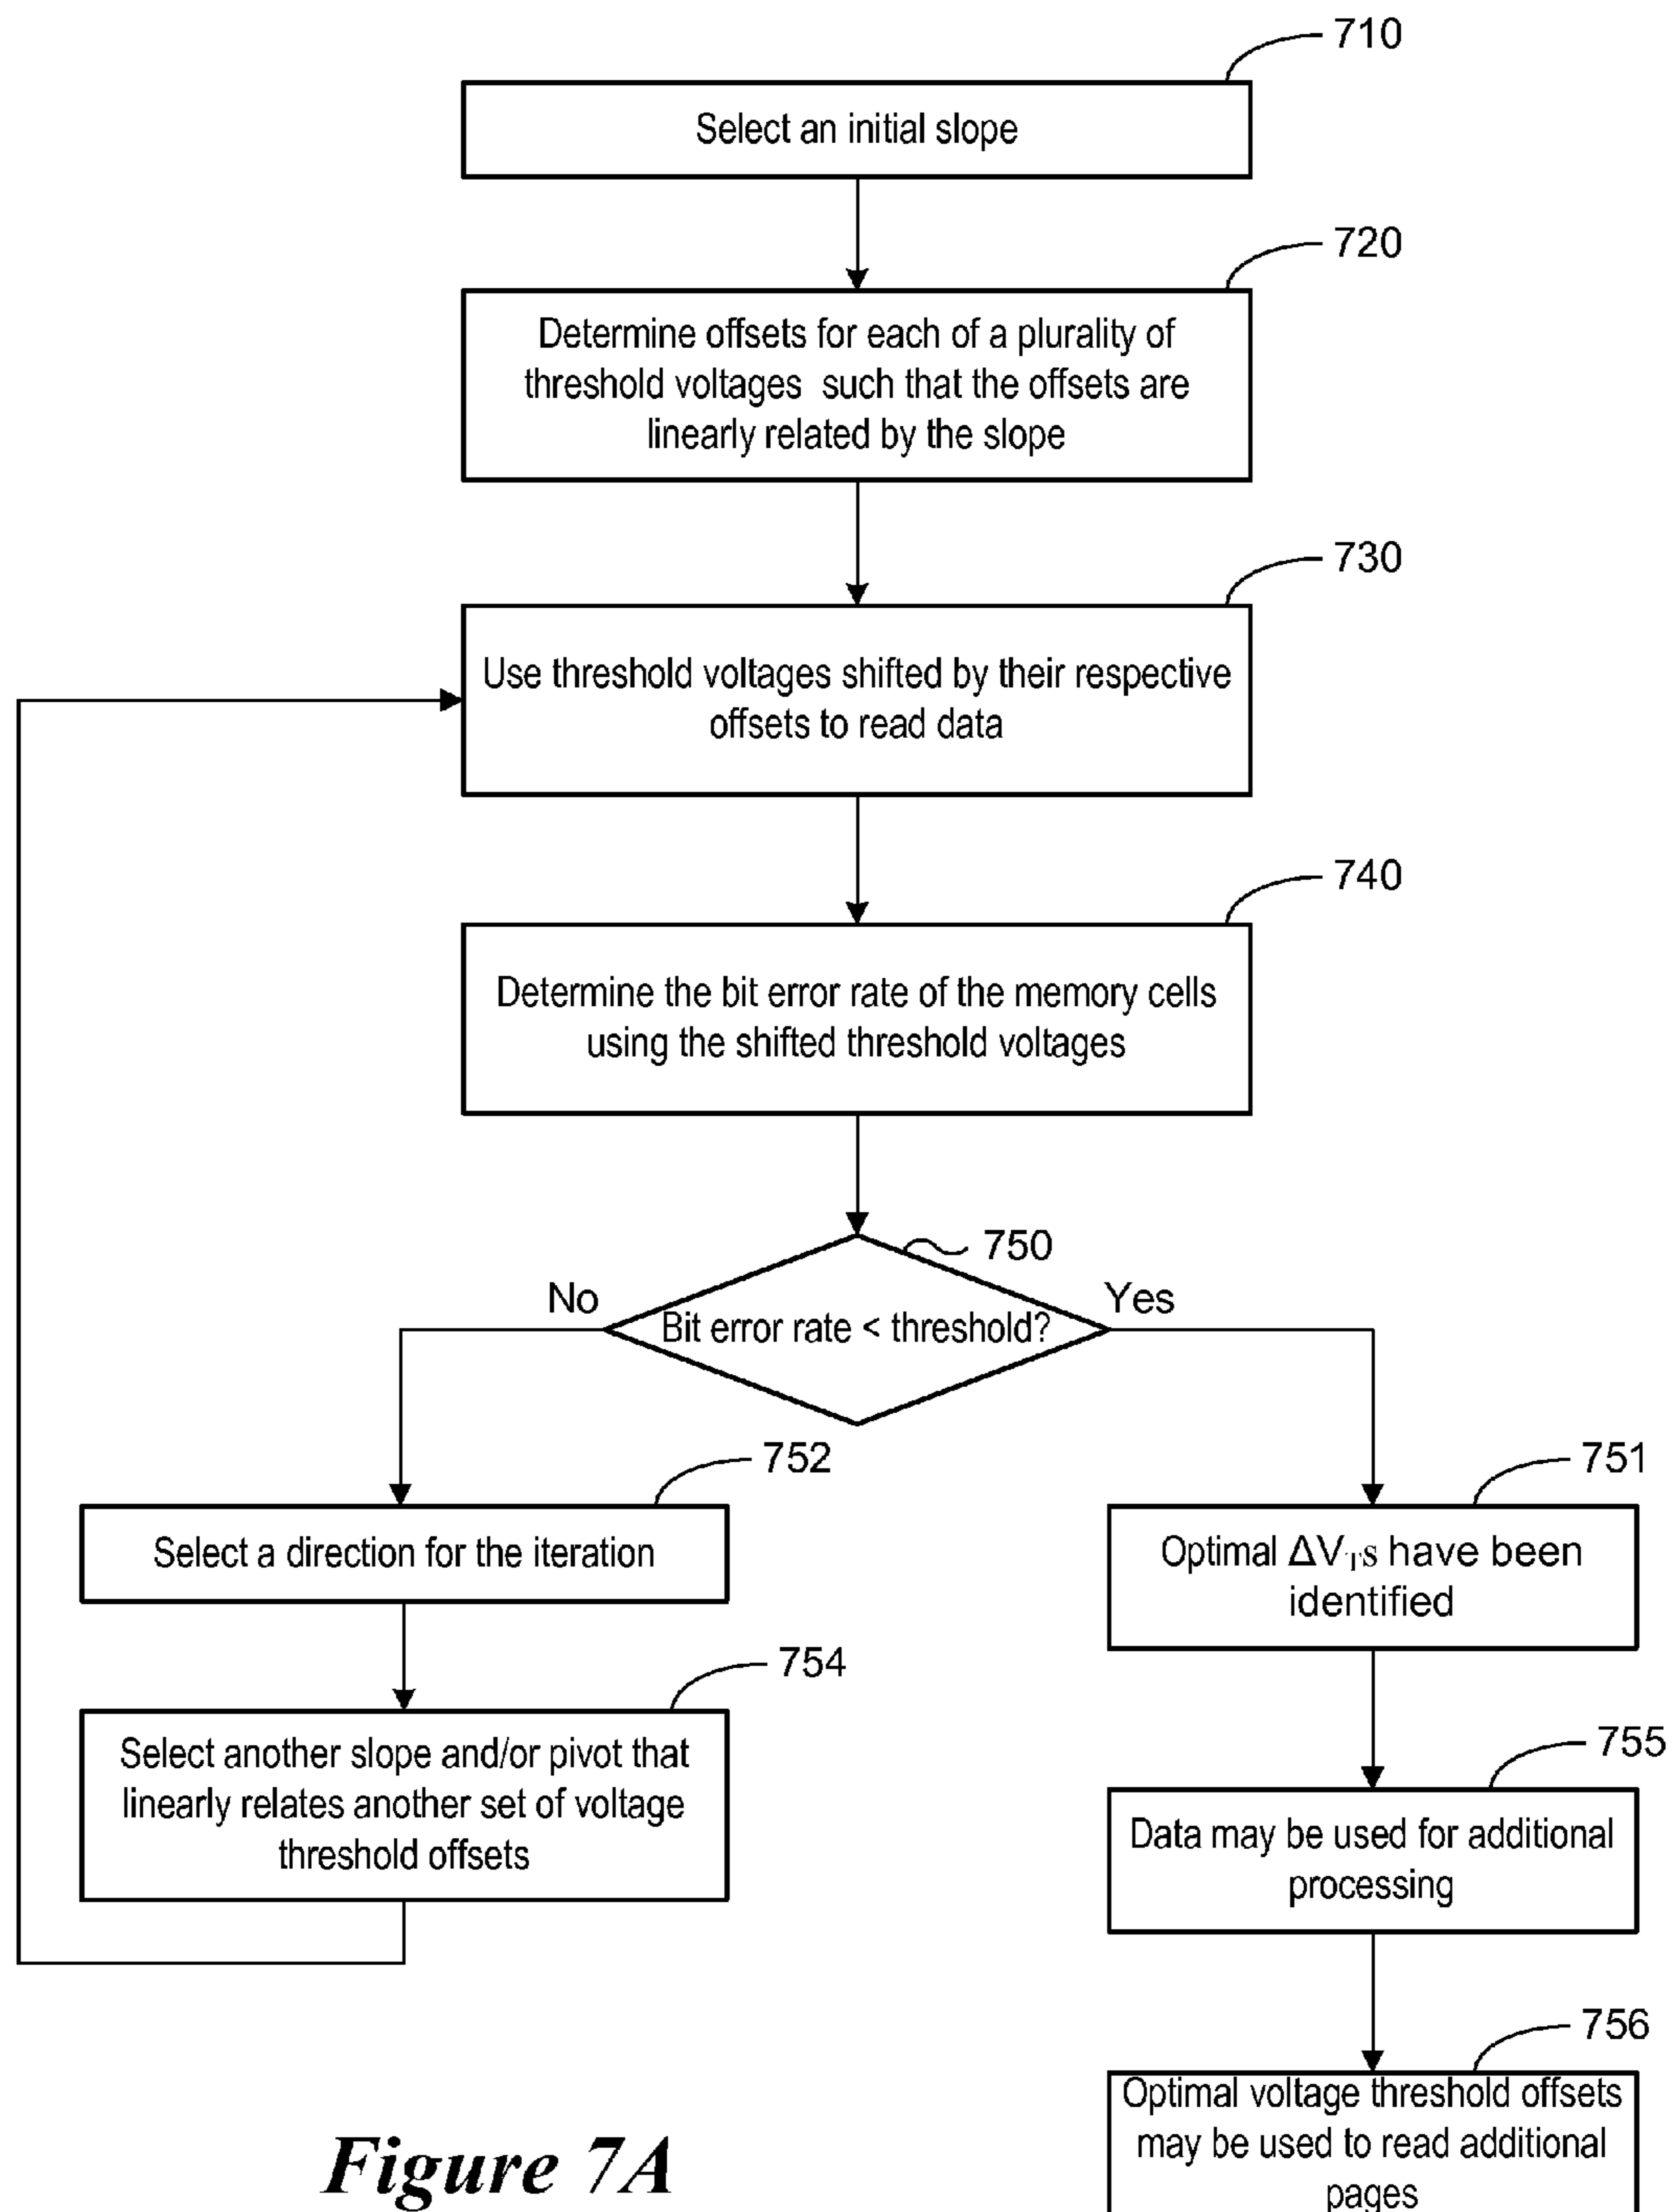 710
Select an initial slope
720
Determine offsets for each of a plurality of
threshold voltages such that the offsets are
linearly related by the slope
730
Use threshold voltages shifted by their respective
offsets to read data
740
Determine the bit error rate of the memory cells
using the shifted threshold voltages
750
No
Yes
Bit error rate < threshold?
752
Select a direction for the iteration
751
Optimal ΔVTS have been
identified
754
Select another slope and/or pivot that
linearly relates another set of voltage
threshold offsets
755
Data may be used for additional
processing
756
Optimal voltage threshold offsets
may be used to read additional
pages
Figure 7A